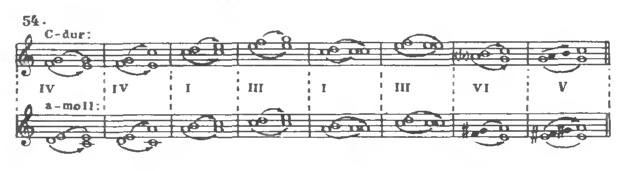 54.
C-dur:
IV IV I III I III VI V
a-moll: